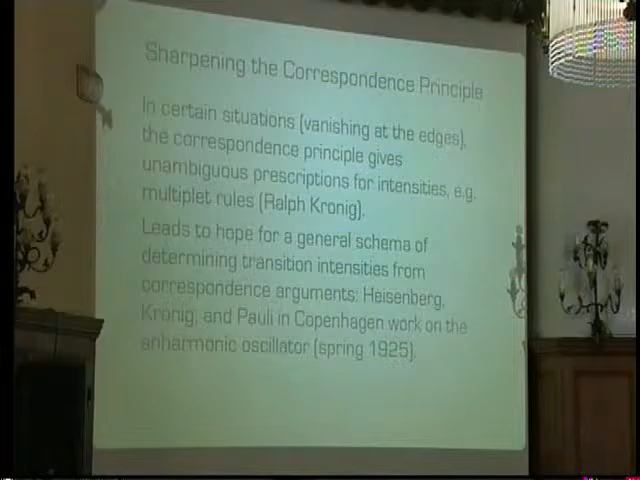 Sharpening the Correspondence Principle
In certain situations (vanishing at the edges),
the correspondence principle gives
unambiguous prescriptions for intensities, e.g.
multiplet rules (Ralph Kronig).
Leads to hope for a general schema of
determining transition intensities from
correspondence arguments: Heisenberg,
Kronig, and Pauli in Copenhagen work on the
anharmonic oscillator (spring 1925).